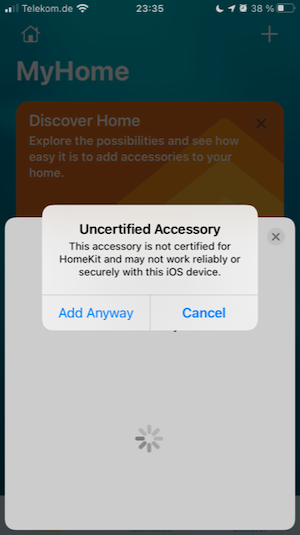 Telekom.de 23:35 38 %
MyHome
Discover Home
Explore the possibilities and see how
easy it is to add accessories to your
home.
Uncertified Accessory
This accessory is not certified for
HomeKit and may not work reliably or
securely with this iOS device.
Add Anyway Cancel